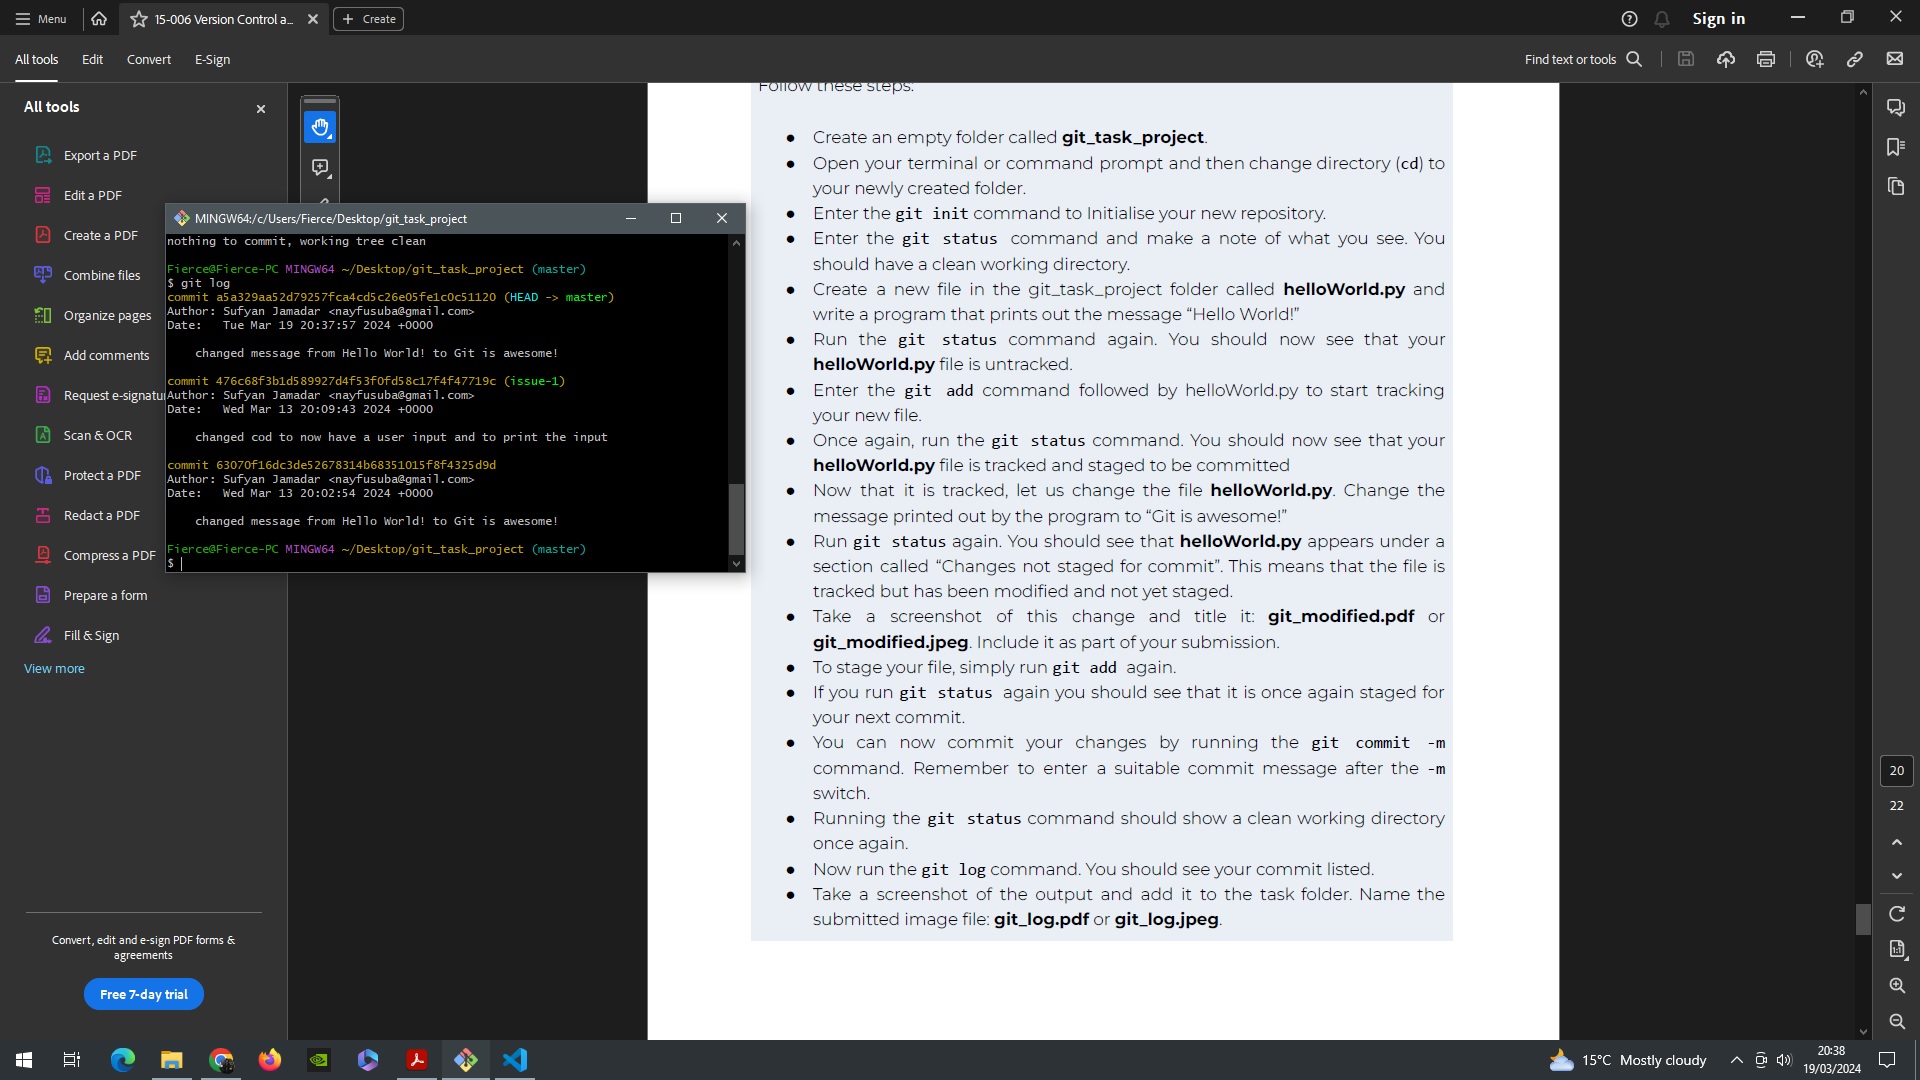 Menu
15-006 Version Control a...
Create
Sign in
All tools
Edit
Convert
E-Sign
Find text or tools
All tools
Export a PDF
Edit a PDF
Create a PDF
Combine files
Organize pages
Add comments
Request e-signatu
Scan & OCR
Protect a PDF
Redact a PDF
Compress a PDF
Prepare a form
Fill & Sign
View more
Convert, edit and e-sign PDF forms &
agreements
Free 7-day trial
MINGW64:/c/Users/Fierce/Desktop/git_task_project
nothing to commit, working tree clean
Fierce@Fierce-PC MINGW64 ~/Desktop/git_task_project (master)
$ git log
commit a5a329aa52d79257fca4cd5c26e05fe1c0c51120 (HEAD -> master)
Author: Sufyan Jamadar <nayfusuba@gmail.com>
Date:   Tue Mar 19 20:37:57 2024 +0000
changed message from Hello World! to Git is awesome!
commit 476c68f3b1d589927d4f53f0fd58c17f4f47719c (issue-1)
Author: Sufyan Jamadar <nayfusuba@gmail.com>
Date:   Wed Mar 13 20:09:43 2024 +0000
changed cod to now have a user input and to print the input
commit 63070f16dc3de52678314b68351015f8f4325d9d
Author: Sufyan Jamadar <nayfusuba@gmail.com>
Date:   Wed Mar 13 20:02:54 2024 +0000
changed message from Hello World! to Git is awesome!
Fierce@Fierce-PC MINGW64 ~/Desktop/git_task_project (master)
$
Follow these steps:
● Create an empty folder called git_task_project.
● Open your terminal or command prompt and then change directory (cd) to
your newly created folder.
● Enter the git init command to Initialise your new repository.
● Enter the git status command and make a note of what you see. You
should have a clean working directory.
● Create a new file in the git_task_project folder called helloWorld.py and
write a program that prints out the message “Hello World!”
● Run the git status command again. You should now see that your
helloWorld.py file is untracked.
● Enter the git add command followed by helloWorld.py to start tracking
your new file.
● Once again, run the git status command. You should now see that your
helloWorld.py file is tracked and staged to be committed
● Now that it is tracked, let us change the file helloWorld.py. Change the
message printed out by the program to “Git is awesome!”
● Run git status again. You should see that helloWorld.py appears under a
section called “Changes not staged for commit”. This means that the file is
tracked but has been modified and not yet staged.
● Take a screenshot of this change and title it: git_modified.pdf or
git_modified.jpeg. Include it as part of your submission.
● To stage your file, simply run git add again.
● If you run git status again you should see that it is once again staged for
your next commit.
● You can now commit your changes by running the git commit -m
command. Remember to enter a suitable commit message after the -m
switch.
● Running the git status command should show a clean working directory
once again.
● Now run the git log command. You should see your commit listed.
● Take a screenshot of the output and add it to the task folder. Name the
submitted image file: git_log.pdf or git_log.jpeg.
20
22
15°C Mostly cloudy
20:38
19/03/2024